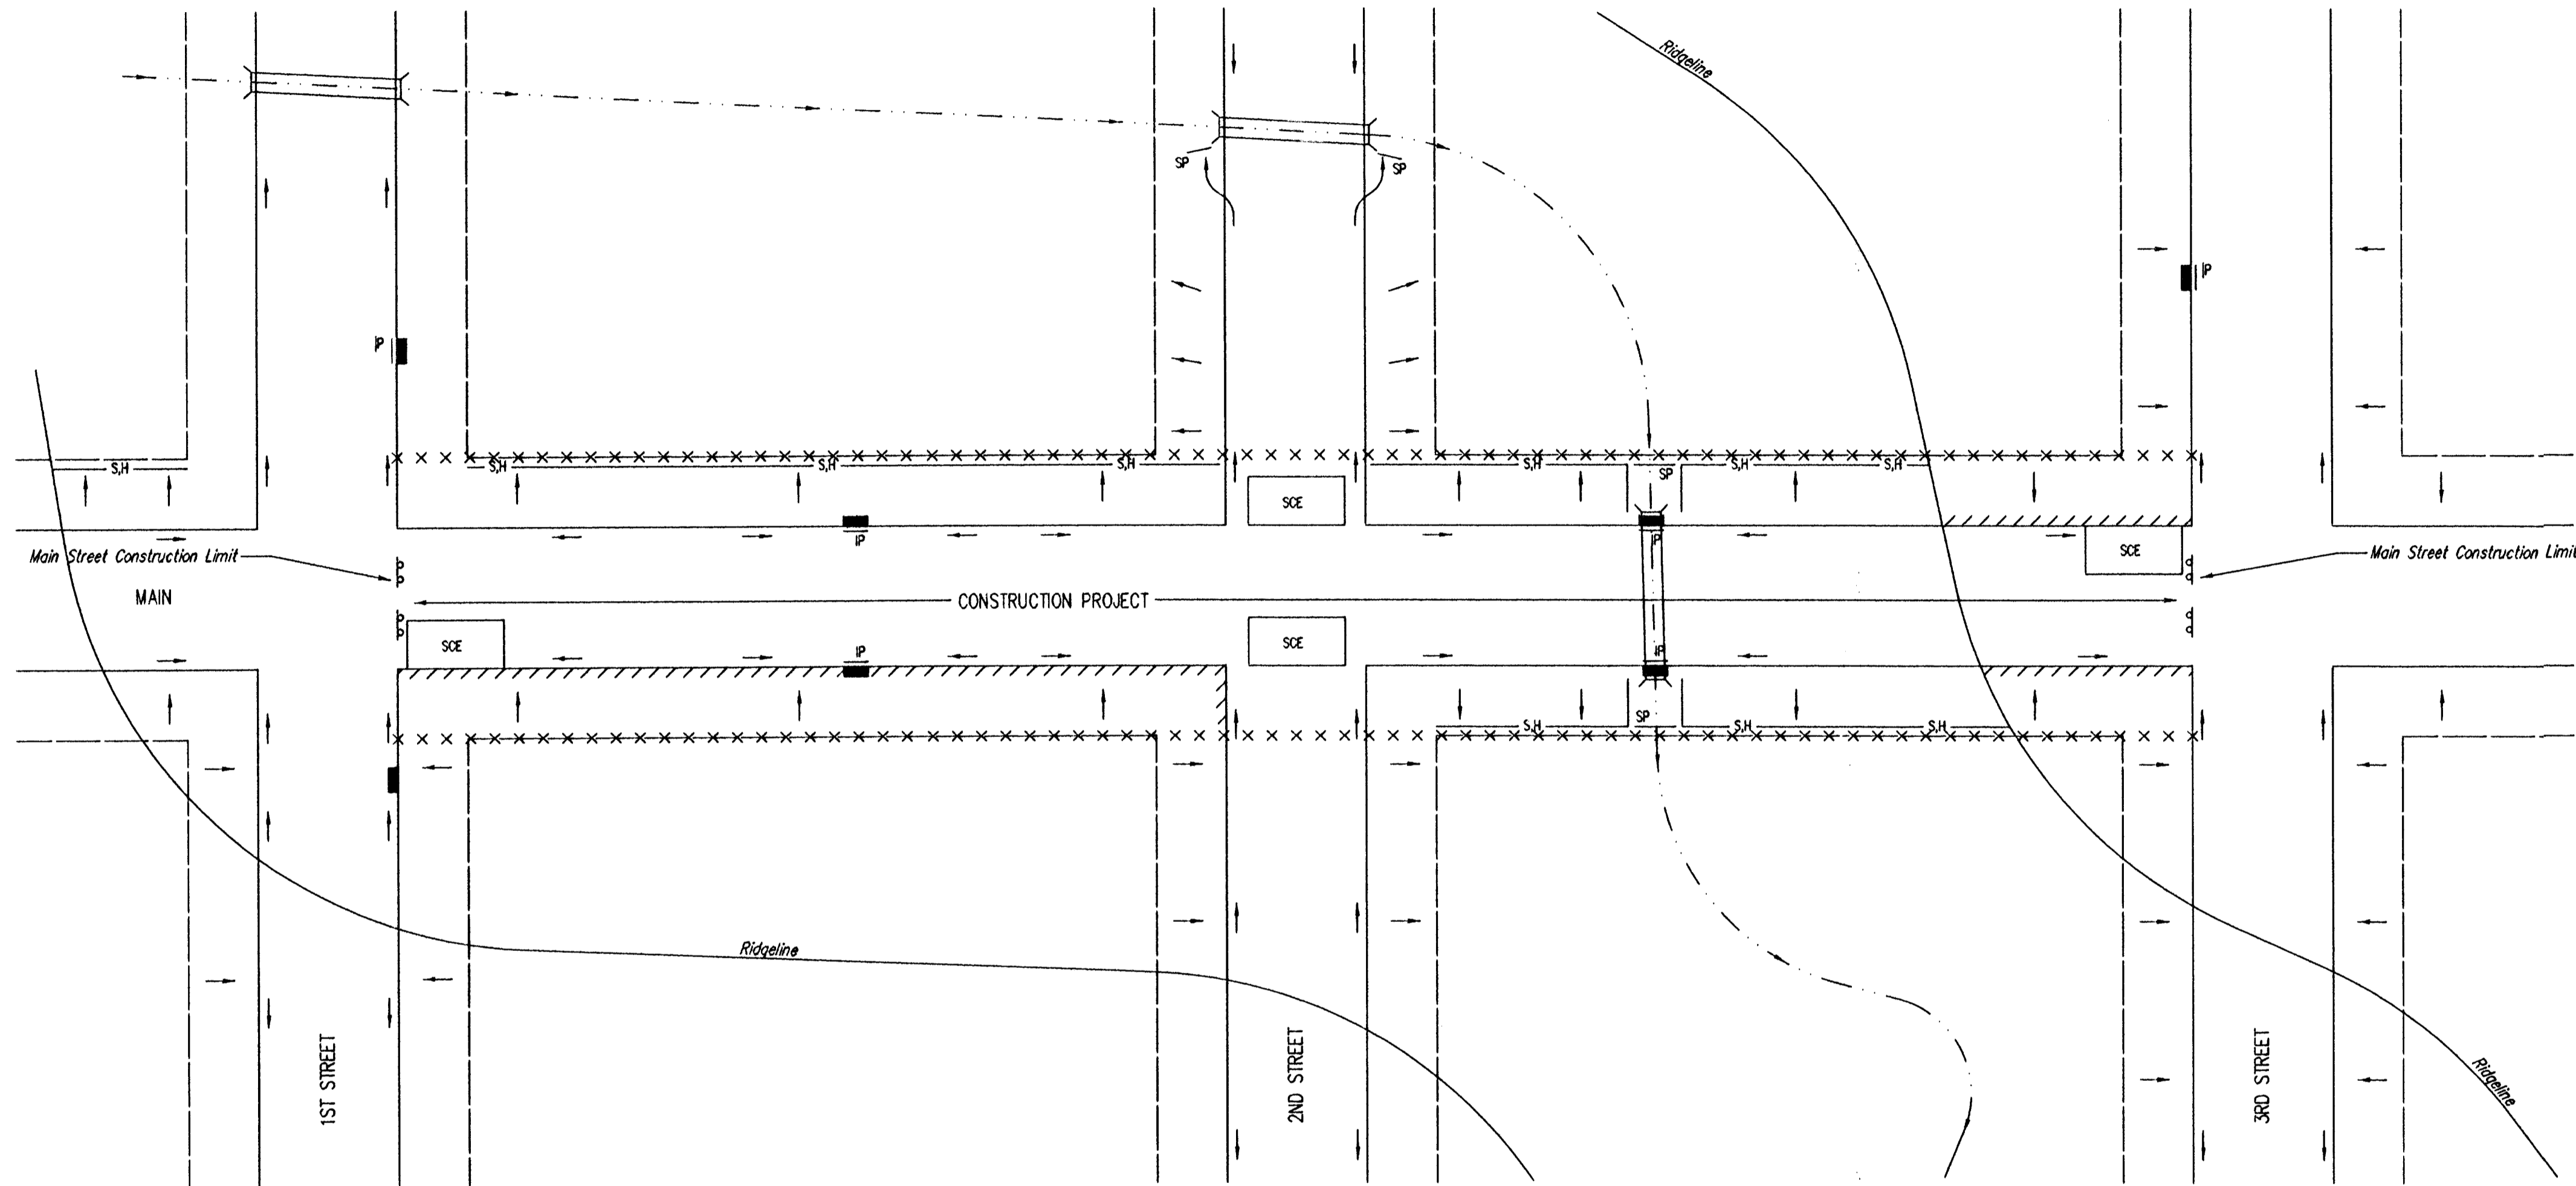 Ridgeline
SP
SP
IP
IP
S,H
S,H
S,H
S,H
S,H
S,H
S,H
SP
SCE
IP
IP
SCE
Main Street Construction Limit
Main Street Construction Limit
MAIN
CONSTRUCTION PROJECT
SCE
SCE
IP
IP
S,H
SP
S,H
S,H
Ridgeline
1ST STREET
2ND STREET
3RD STREET
Ridgeline